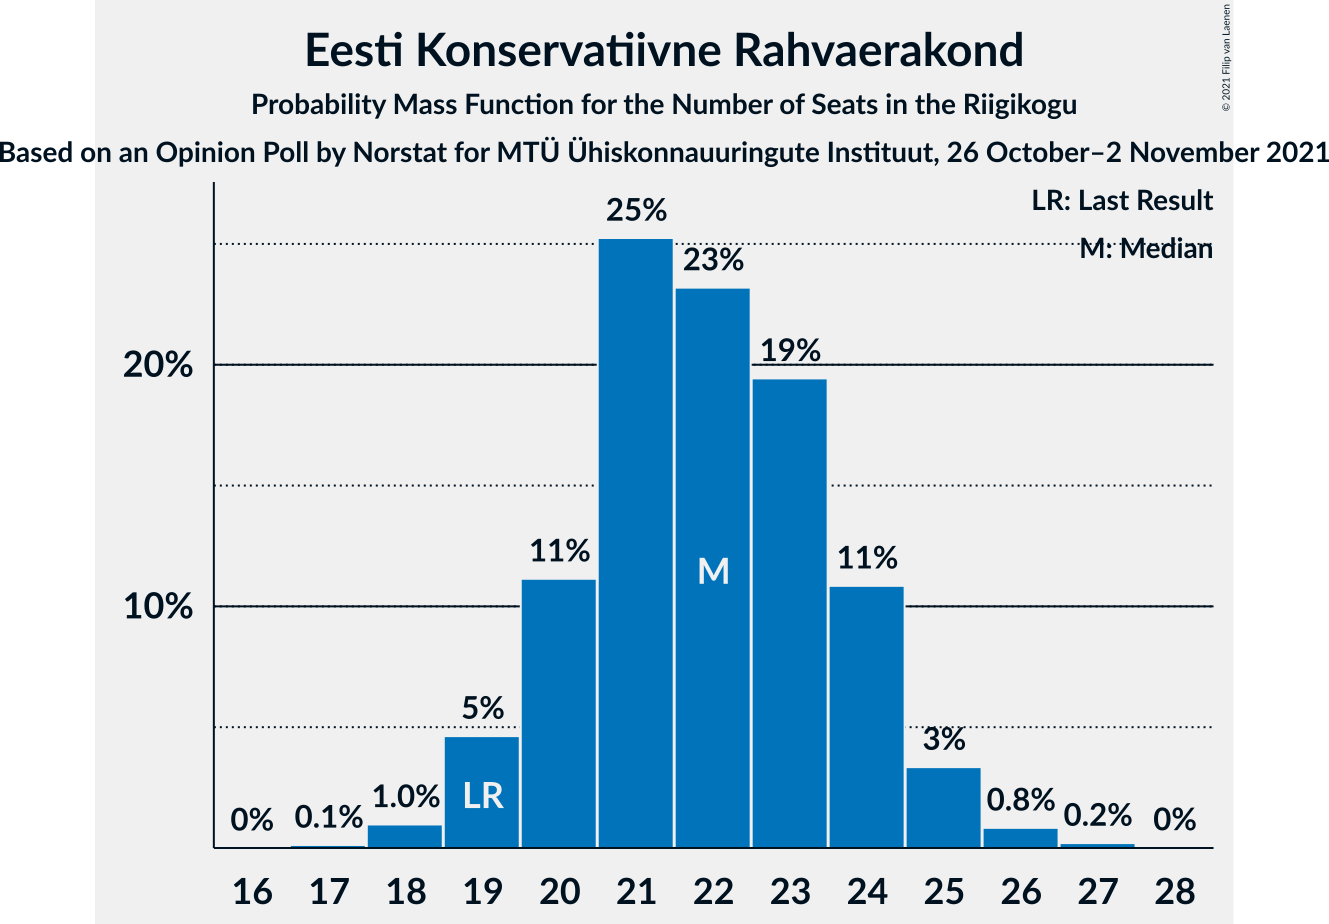 Eesti Konservatiivne Rahvaerakond
Probability Mass Function for the Number of Seats in the Riigikogu
Based on an Opinion Poll by Norstat for MTÜ Ühiskonnauuringute Instituut, 26 October–2 November 2021
© 2021 Filip van Laenen
LR: Last Result
M: Median
20%
10%
0%
0.1%
1.0%
5%
11%
25%
23%
19%
11%
3%
0.8%
0.2%
0%
LR
M
16 17 18 19 20 21 22 23 24 25 26 27 28